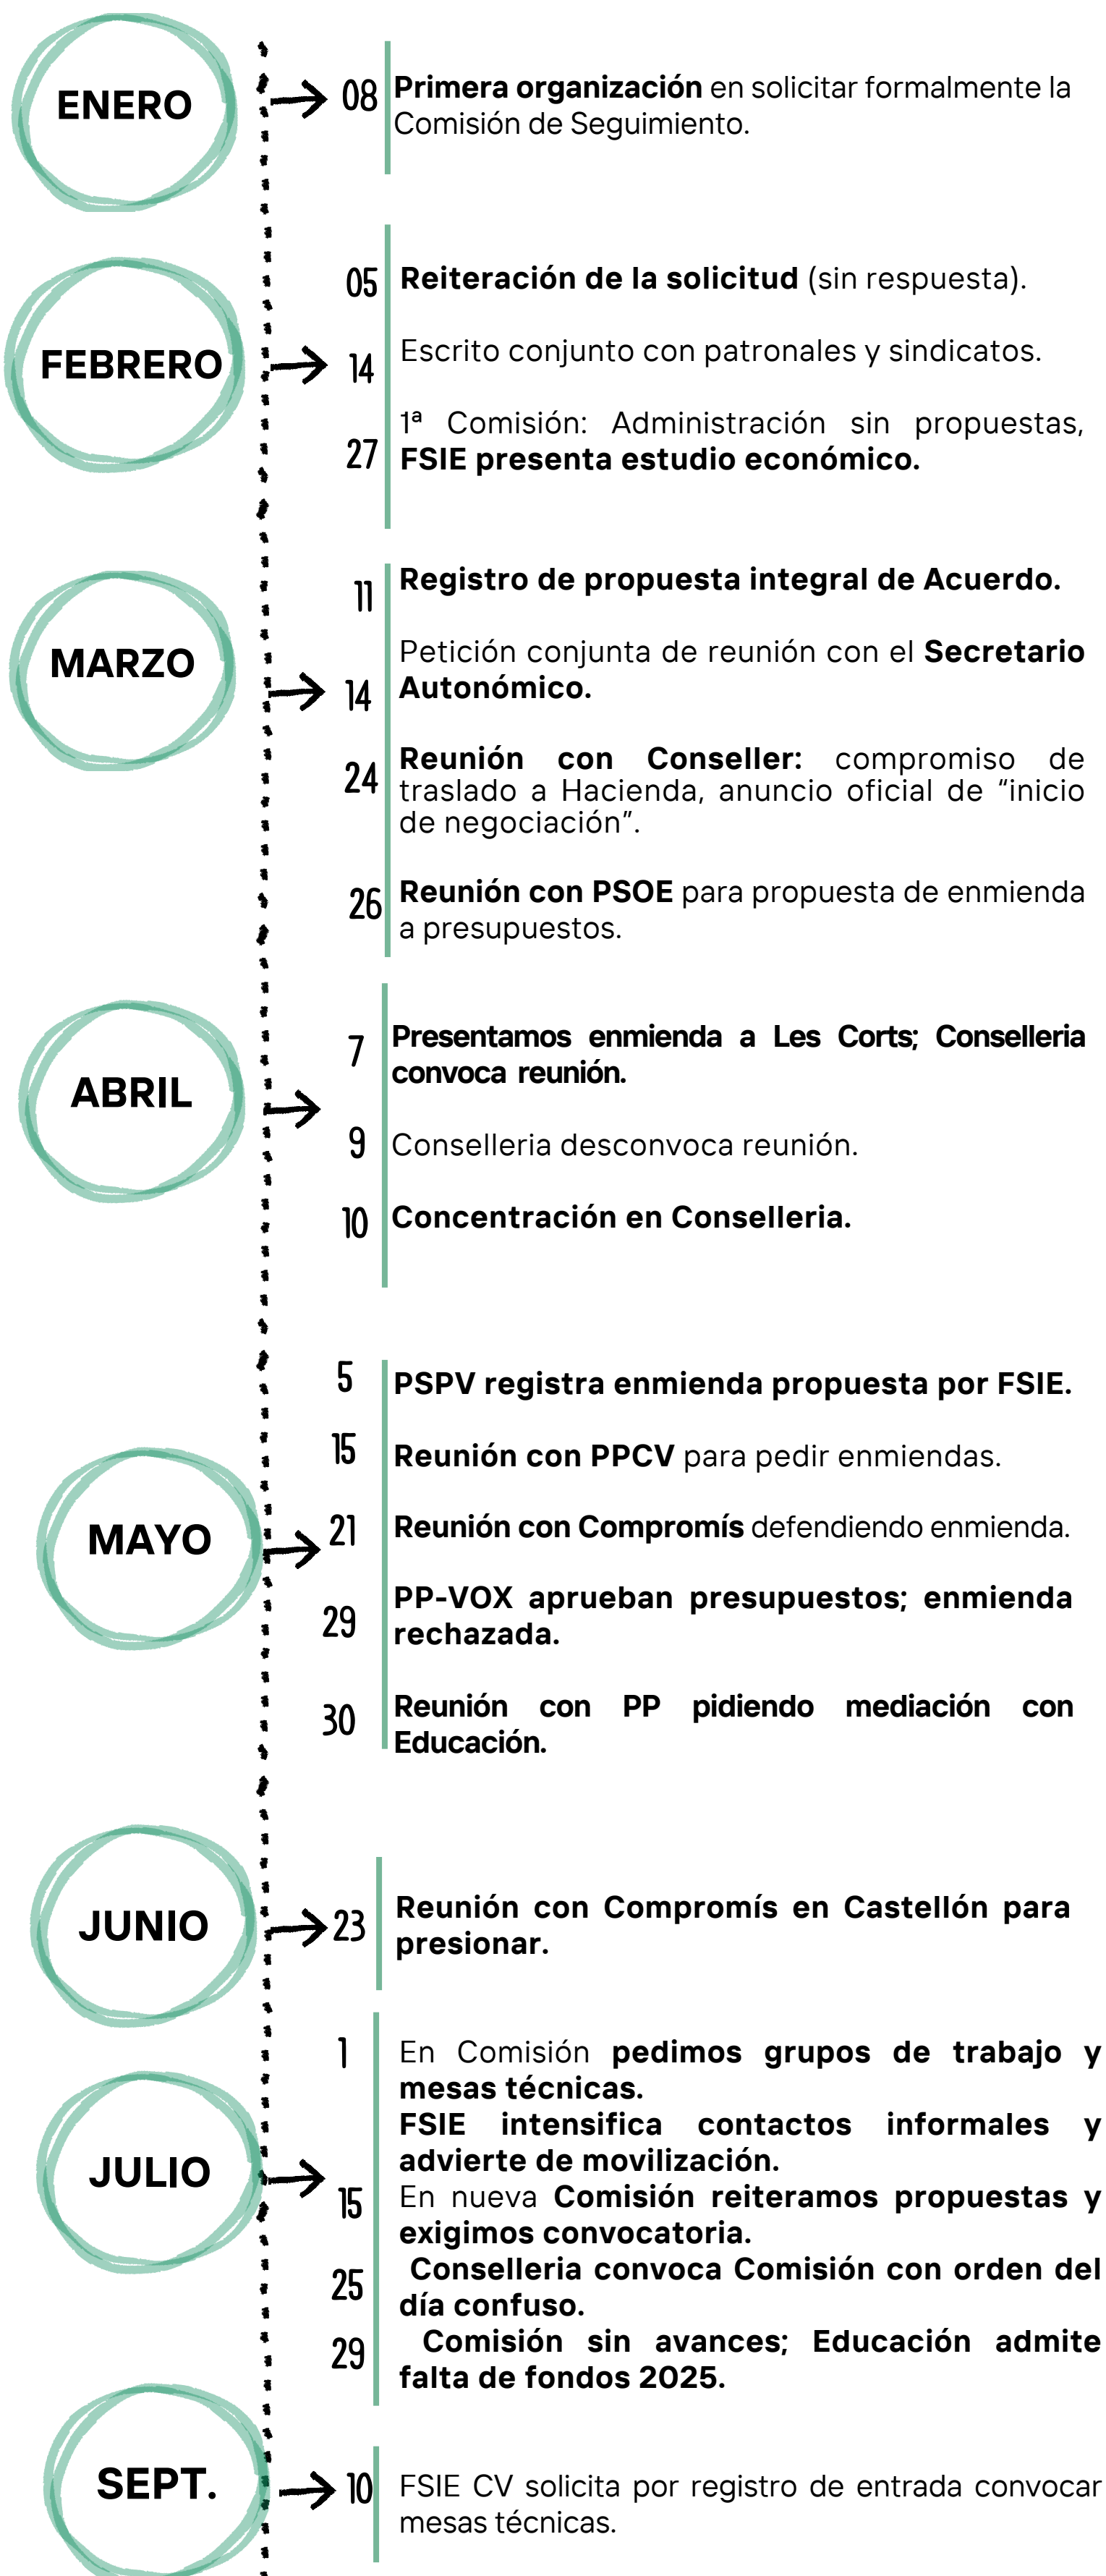 ENERO
08
Primera organización en solicitar formalmente la
Comisión de Seguimiento.
FEBRERO
05
Reiteración de la solicitud (sin respuesta).
14
Escrito conjunto con patronales y sindicatos.
27
1ª Comisión: Administración sin propuestas,
FSIE presenta estudio económico.
MARZO
11
Registro de propuesta integral de Acuerdo.
14
Petición conjunta de reunión con el Secretario
Autonómico.
24
Reunión con Conseller: compromiso de
traslado a Hacienda, anuncio oficial de “inicio
de negociación”.
26
Reunión con PSOE para propuesta de enmienda
a presupuestos.
ABRIL
7
Presentamos enmienda a Les Corts; Conselleria
convoca reunión.
9
Conselleria desconvoca reunión.
10
Concentración en Conselleria.
MAYO
5
PSPV registra enmienda propuesta por FSIE.
15
Reunión con PPCV para pedir enmiendas.
21
Reunión con Compromís defendiendo enmienda.
29
PP-VOX aprueban presupuestos; enmienda
rechazada.
30
Reunión con PP pidiendo mediación con
Educación.
JUNIO
23
Reunión con Compromís en Castellón para
presionar.
JULIO
1
En Comisión pedimos grupos de trabajo y
mesas técnicas.
FSIE intensifica contactos informales y
advierte de movilización.
15
En nueva Comisión reiteramos propuestas y
exigimos convocatoria.
25
Conselleria convoca Comisión con orden del
día confuso.
29
Comisión sin avances; Educación admite
falta de fondos 2025.
SEPT.
10
FSIE CV solicita por registro de entrada convocar
mesas técnicas.